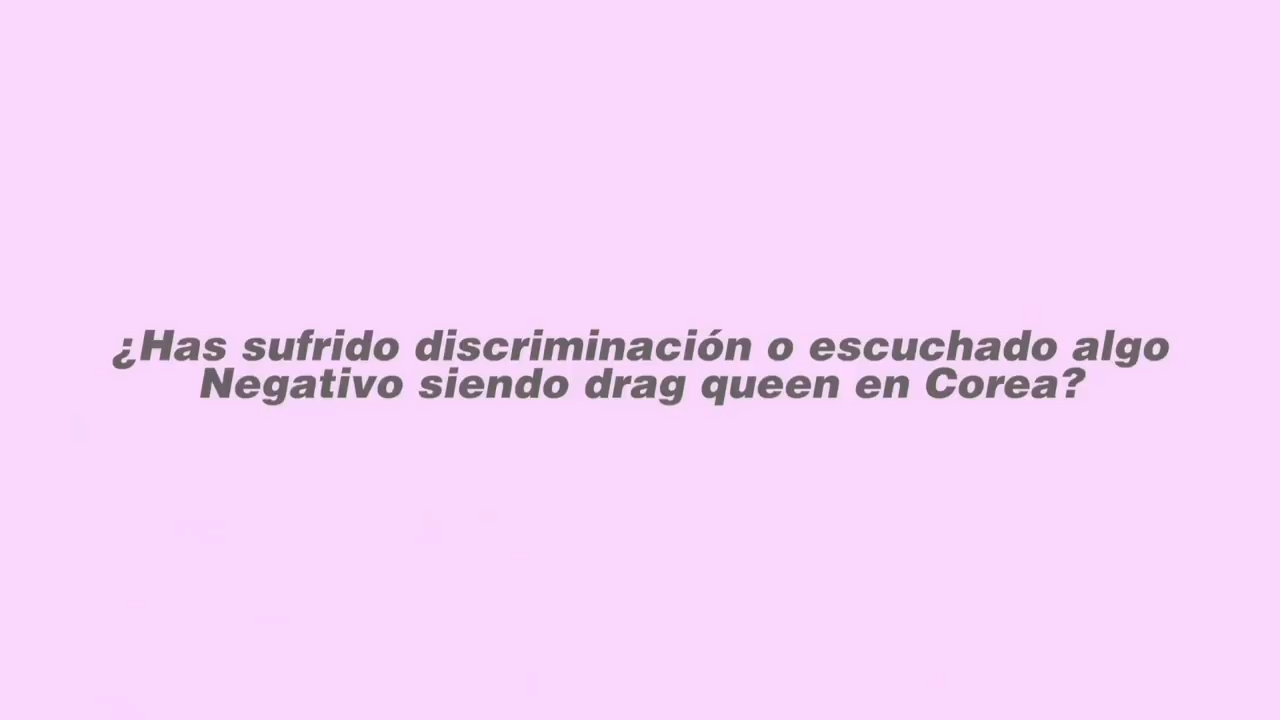 ¿Has sufrido discriminación o escuchado algo
Negativo siendo drag queen en Corea?